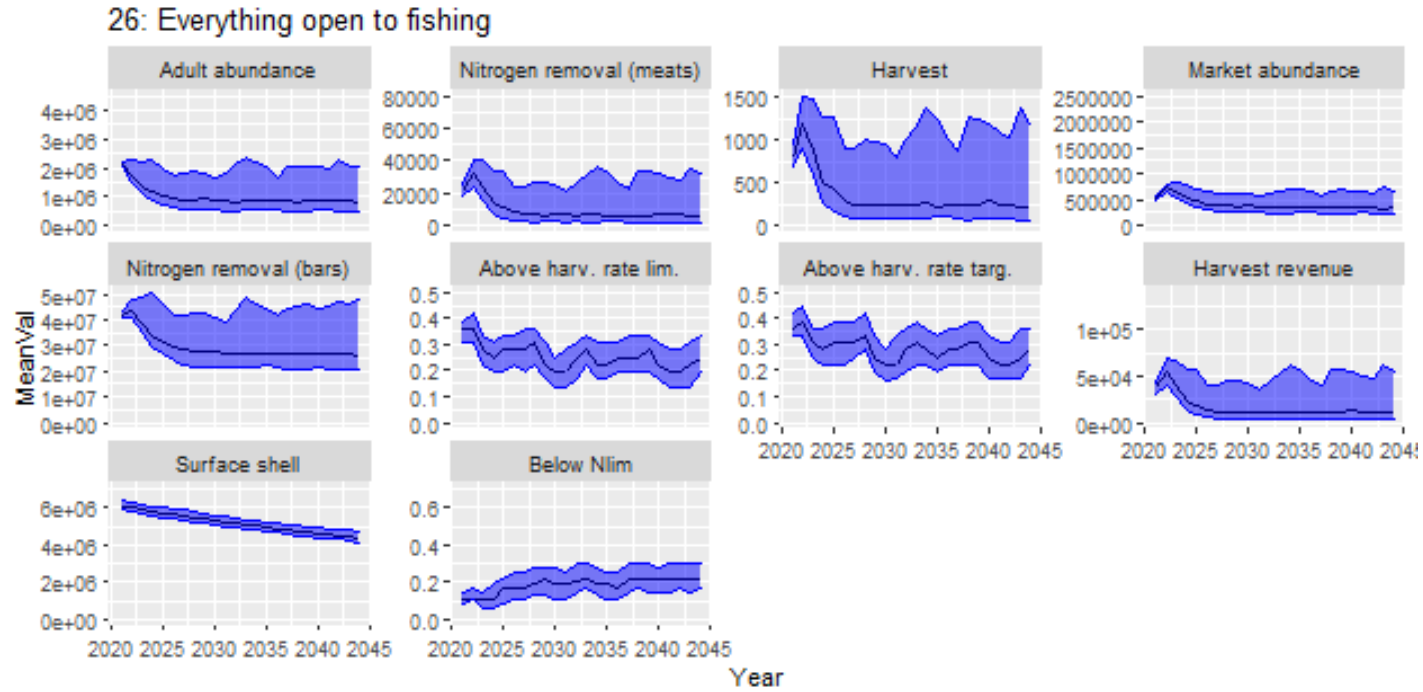 26: Everything open to fishing
Adult abundance
Nitrogen removal (meats)
Harvest
Market abundance
4e+06
3e+06
2e+06
1e+06
0e+00
80000
60000
40000
20000
0
1500
1000
500
0
2500000
2000000
1500000
1000000
500000
0
Nitrogen removal (bars)
Above harv. rate lim.
Above harv. rate targ.
Harvest revenue
MeanVal
5e+07
4e+07
3e+07
2e+07
1e+07
0e+00
0.5
0.4
0.3
0.2
0.1
0.0
0.5
0.4
0.3
0.2
0.1
0.0
1e+05
5e+04
0e+00
2020 2025 2030 2035 2040 2045
2020 2025 2030 2035 2040 2045
Surface shell
Below Nlim
6e+06
4e+06
2e+06
0e+00
0.6
0.4
0.2
0.0
2020 2025 2030 2035 2040 2045
2020 2025 2030 2035 2040 2045
Year